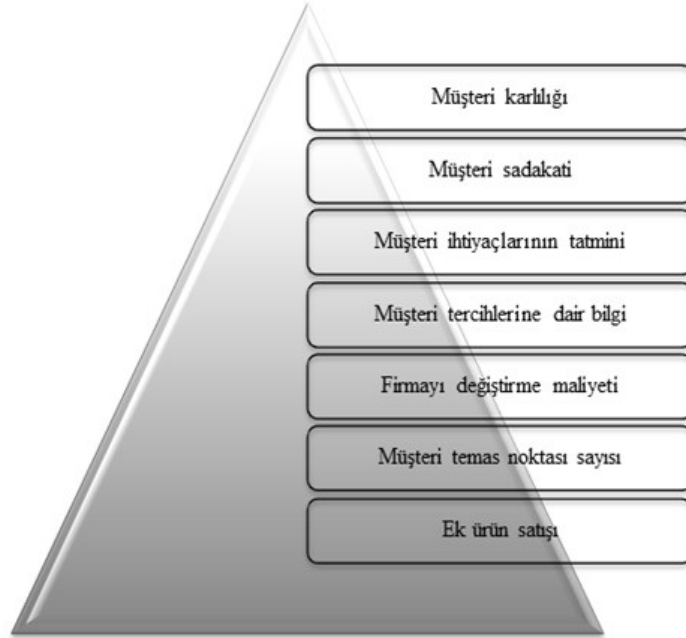 Müşteri karlılığı
Müşteri sadakati
Müşteri ihtiyaçlarının tatmini
Müşteri tercihlerine dair bilgi
Firmayı değiştirme maliyeti
Müşteri temas noktası sayısı
Ek ürün satışı